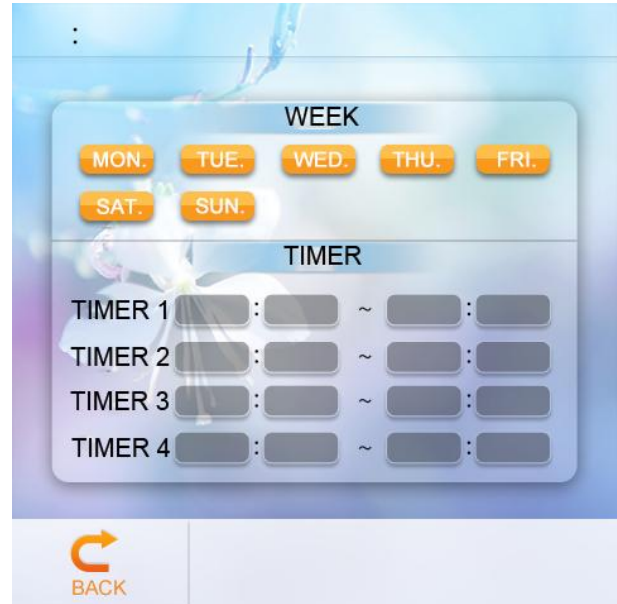 :
WEEK
MON. TUE. WED. THU. FRI.
SAT. SUN.
TIMER
TIMER 1 : ~ :
TIMER 2 : ~ :
TIMER 3 : ~ :
TIMER 4 : ~ :
BACK